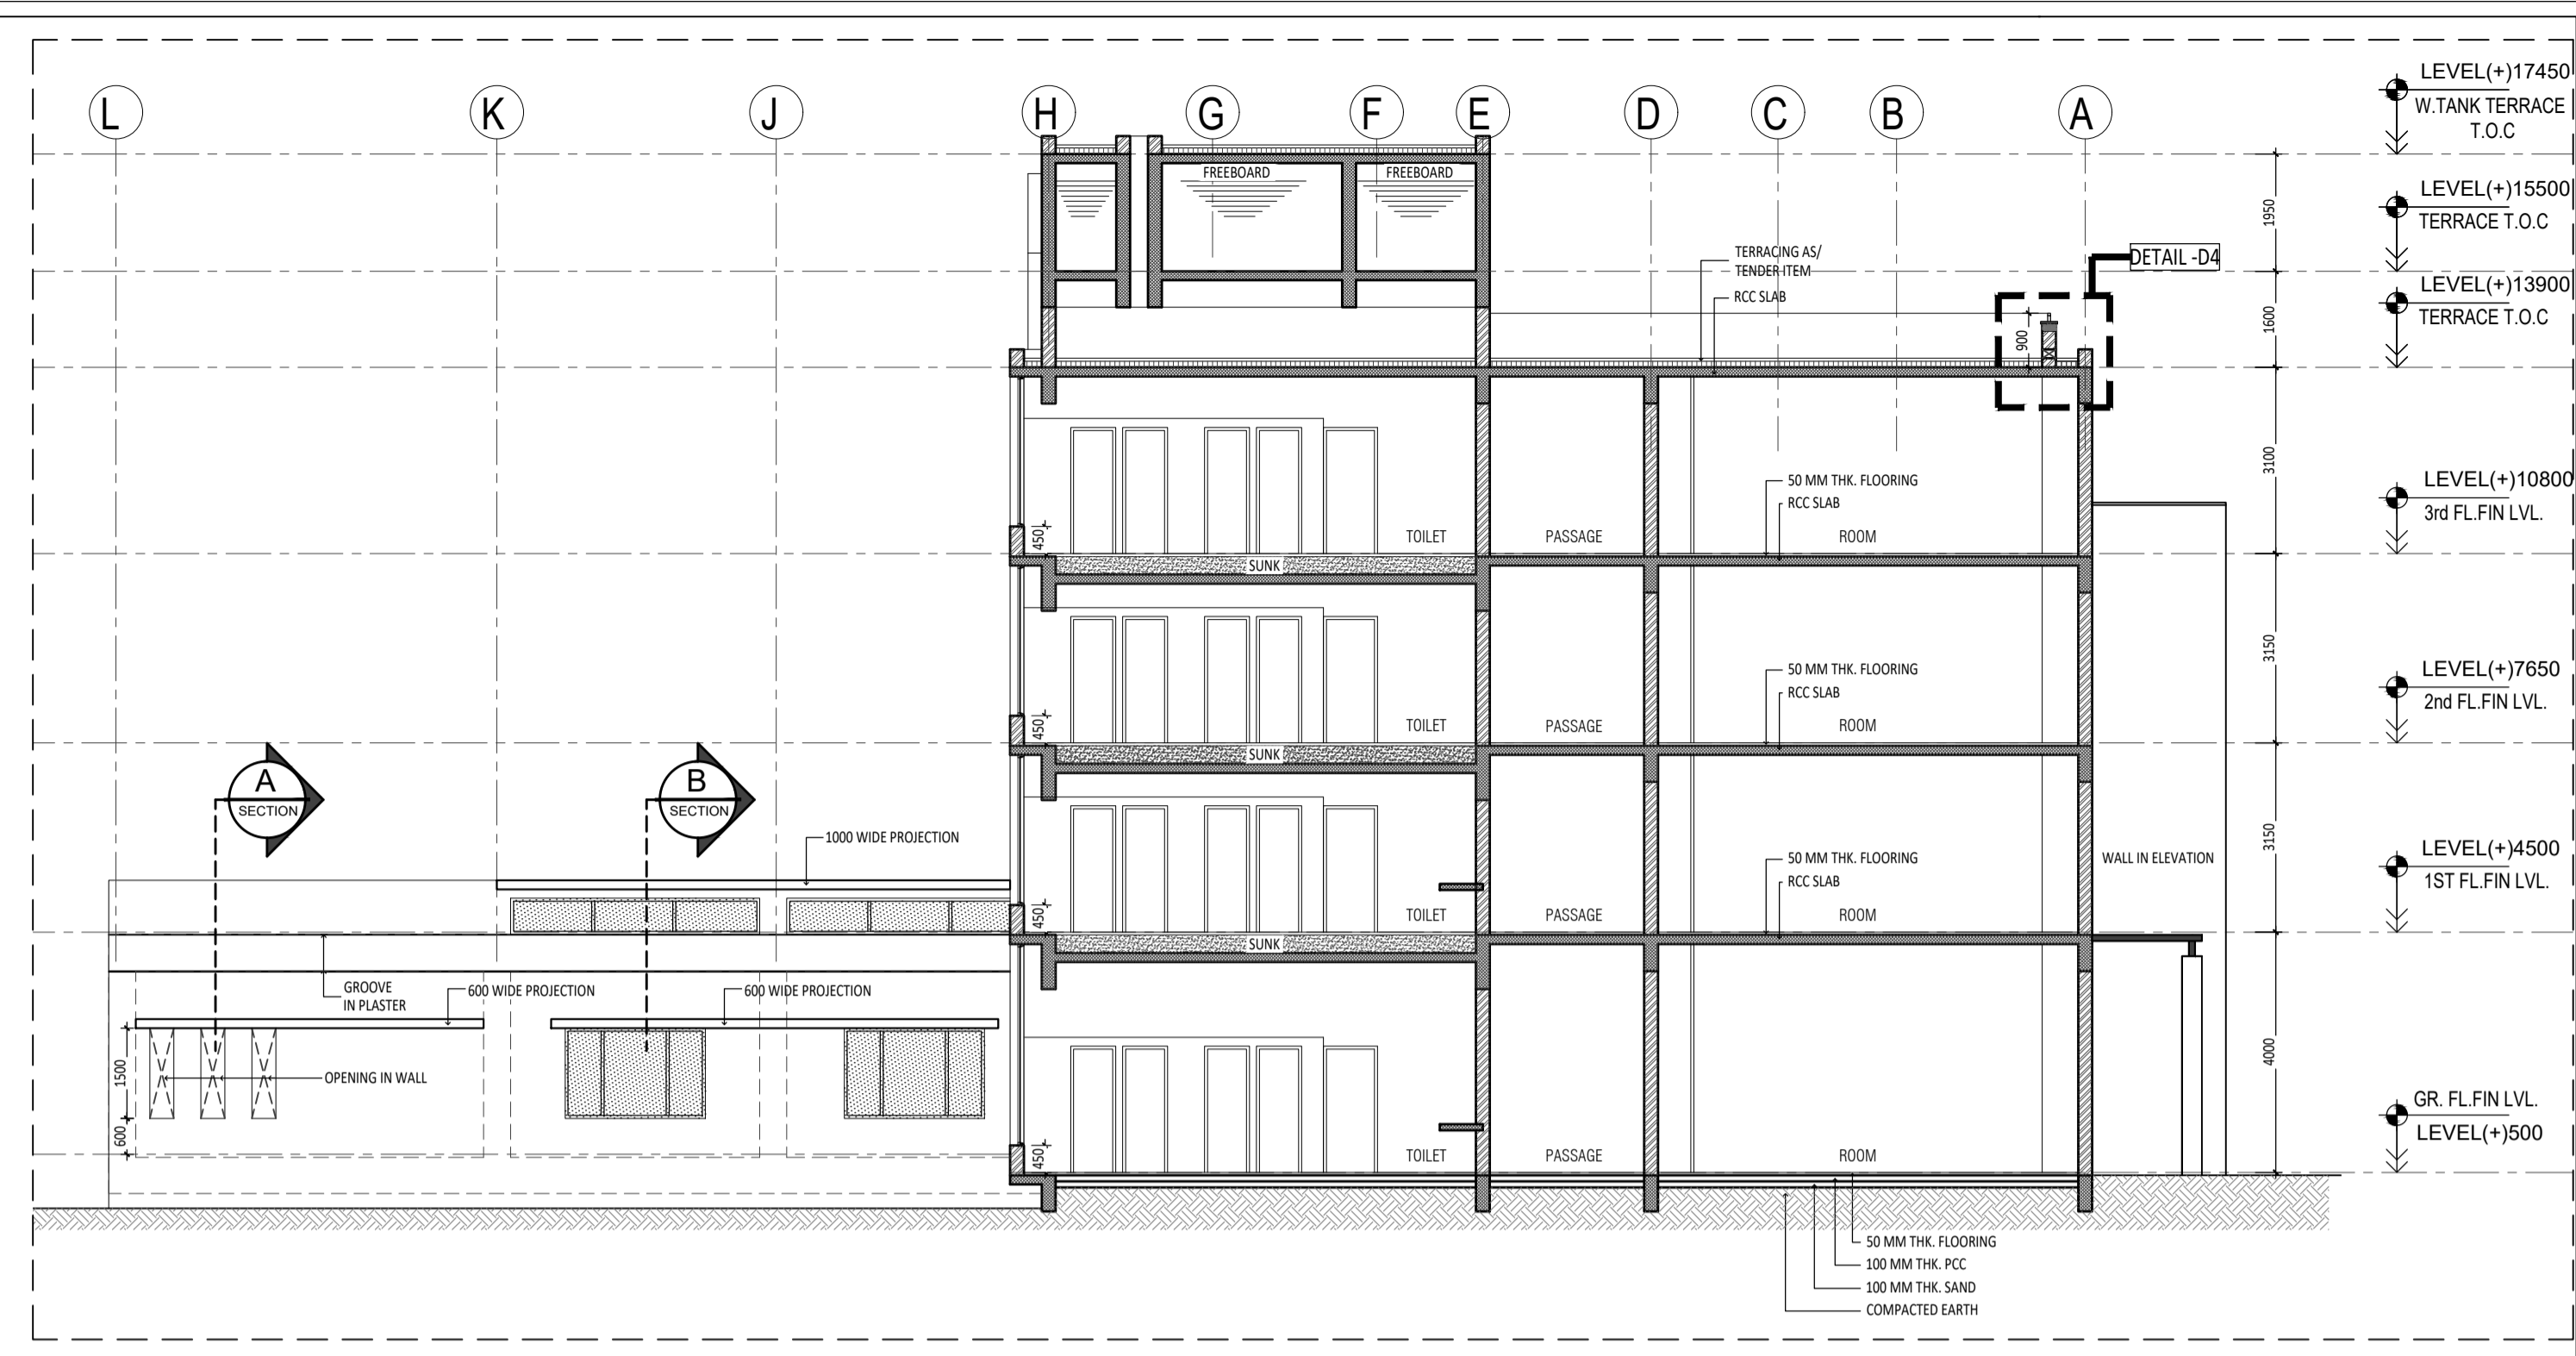 L K J H G F E D C B A
LEVEL(+)17450
W.TANK TERRACE
T.O.C
FREEBOARD FREEBOARD
LEVEL(+)15500
TERRACE T.O.C
1950
TERRACING AS/
TENDER ITEM
DETAIL -D4
RCC SLAB
LEVEL(+)13900
TERRACE T.O.C
1600
900
3100
50 MM THK. FLOORING
RCC SLAB
LEVEL(+)10800
3rd FL.FIN LVL.
450
TOILET PASSAGE ROOM
SUNK
3150
50 MM THK. FLOORING
RCC SLAB
LEVEL(+)7650
2nd FL.FIN LVL.
450
TOILET PASSAGE ROOM
SUNK
A
SECTION
B
SECTION
1000 WIDE PROJECTION
3150
50 MM THK. FLOORING
RCC SLAB
WALL IN ELEVATION
LEVEL(+)4500
1ST FL.FIN LVL.
450
TOILET PASSAGE ROOM
SUNK
GROOVE
IN PLASTER
600 WIDE PROJECTION
600 WIDE PROJECTION
1500
OPENING IN WALL
4000
600
GR. FL.FIN LVL.
LEVEL(+)500
450
TOILET PASSAGE ROOM
50 MM THK. FLOORING
100 MM THK. PCC
100 MM THK. SAND
COMPACTED EARTH